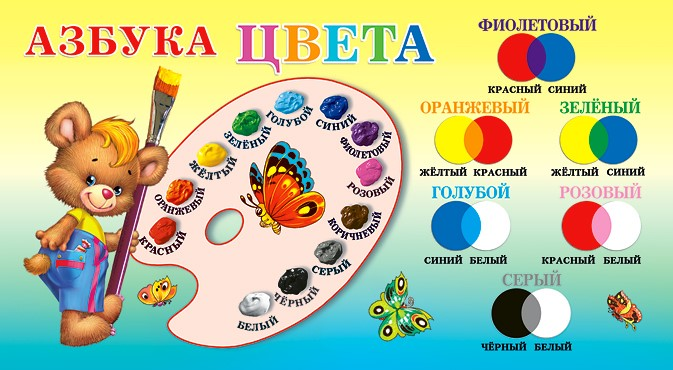 АЗБУКА ЦВЕТА
КРАСНЫЙ
ОРАНЖЕВЫЙ
ЖЁЛТЫЙ
ЗЕЛЁНЫЙ
ГОЛУБОЙ
СИНИЙ
ФИОЛЕТОВЫЙ
РОЗОВЫЙ
КОРИЧНЕВЫЙ
СЕРЫЙ
ЧЁРНЫЙ
БЕЛЫЙ
ФИОЛЕТОВЫЙ
КРАСНЫЙ СИНИЙ
ОРАНЖЕВЫЙ
ЖЁЛТЫЙ КРАСНЫЙ
ЗЕЛЁНЫЙ
ЖЁЛТЫЙ СИНИЙ
ГОЛУБОЙ
СИНИЙ БЕЛЫЙ
РОЗОВЫЙ
КРАСНЫЙ БЕЛЫЙ
СЕРЫЙ
ЧЁРНЫЙ БЕЛЫЙ